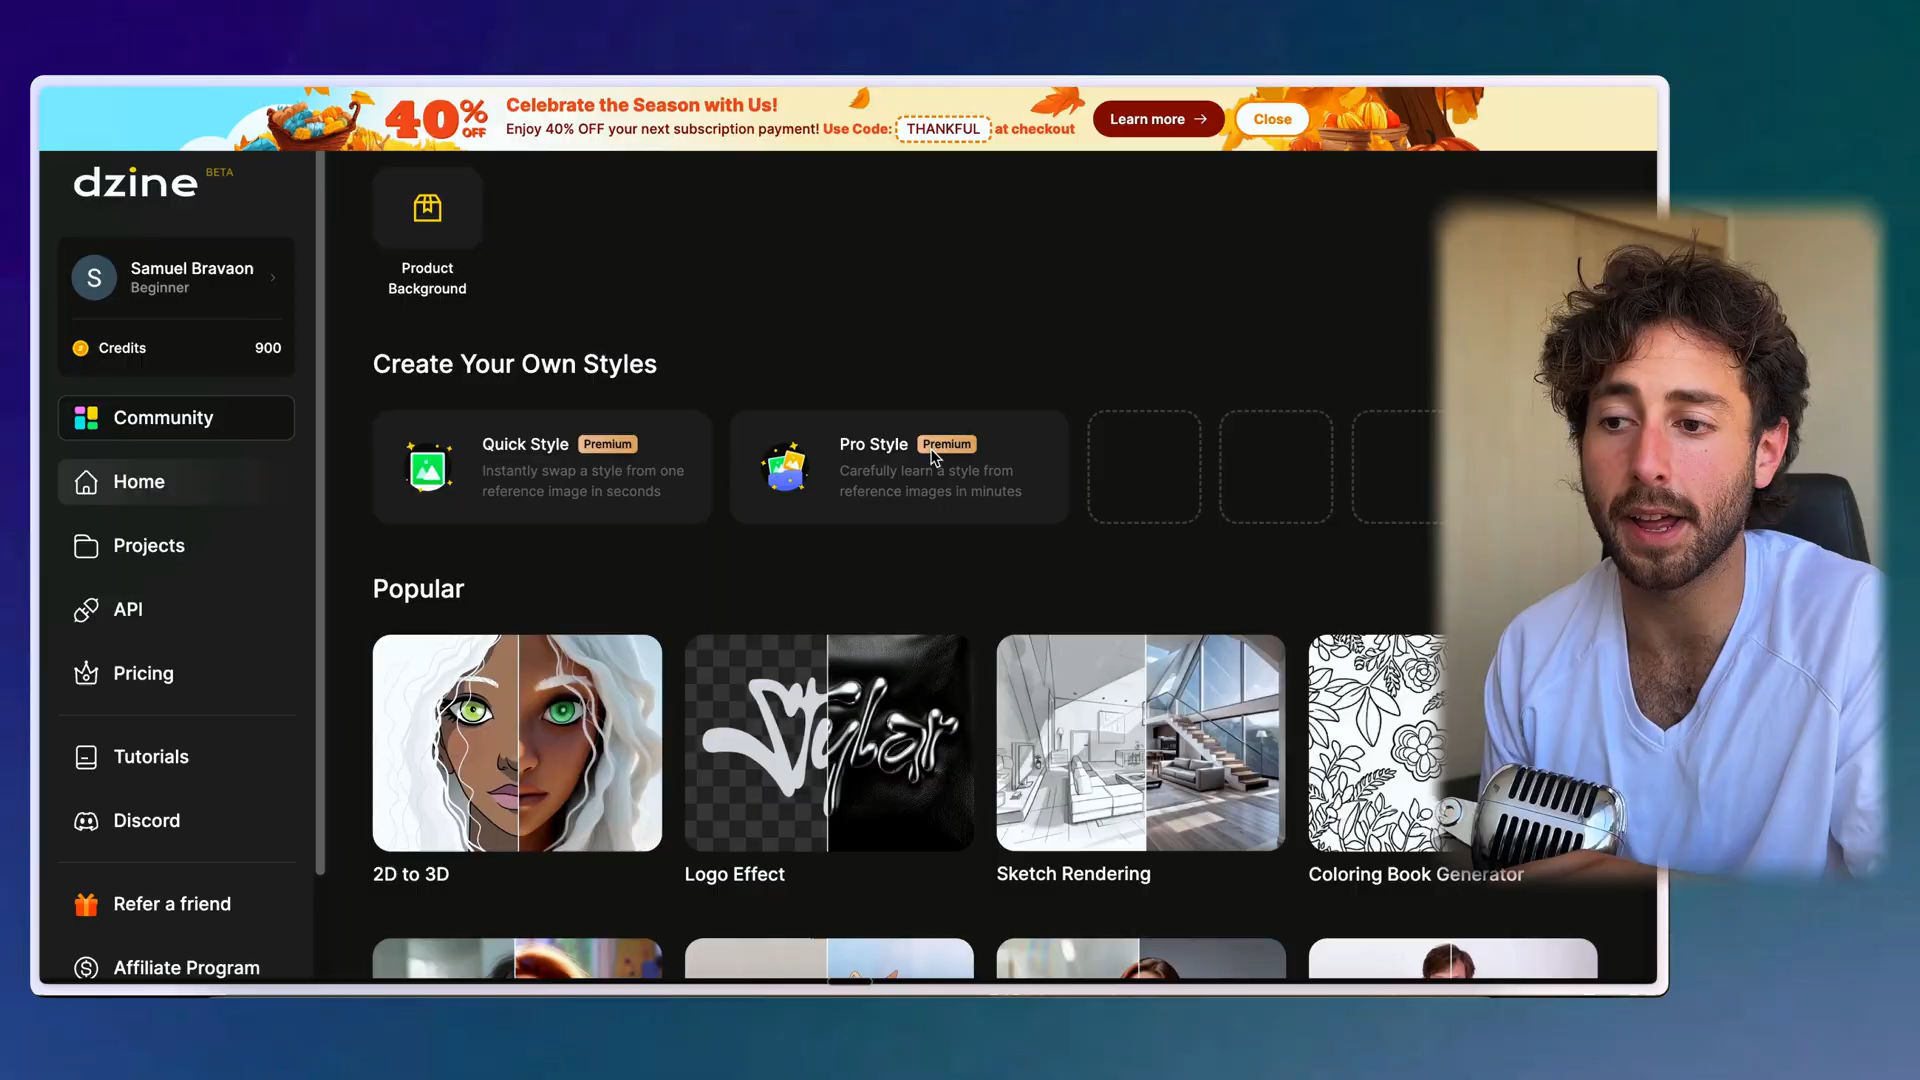 40% OFF
Celebrate the Season with Us!
Enjoy 40% OFF your next subscription payment! Use Code: THANKFUL at checkout
Learn more →
Close
dzine BETA
S
Samuel Bravaon
Beginner
Credits 900
Community
Home
Projects
API
Pricing
Tutorials
Discord
Refer a friend
Affiliate Program
Product
Background
Create Your Own Styles
Quick Style Premium
Instantly swap a style from one
reference image in seconds
Pro Style Premium
Carefully learn a style from
reference images in minutes
Popular
Stylar
2D to 3D
Logo Effect
Sketch Rendering
Coloring Book Generator